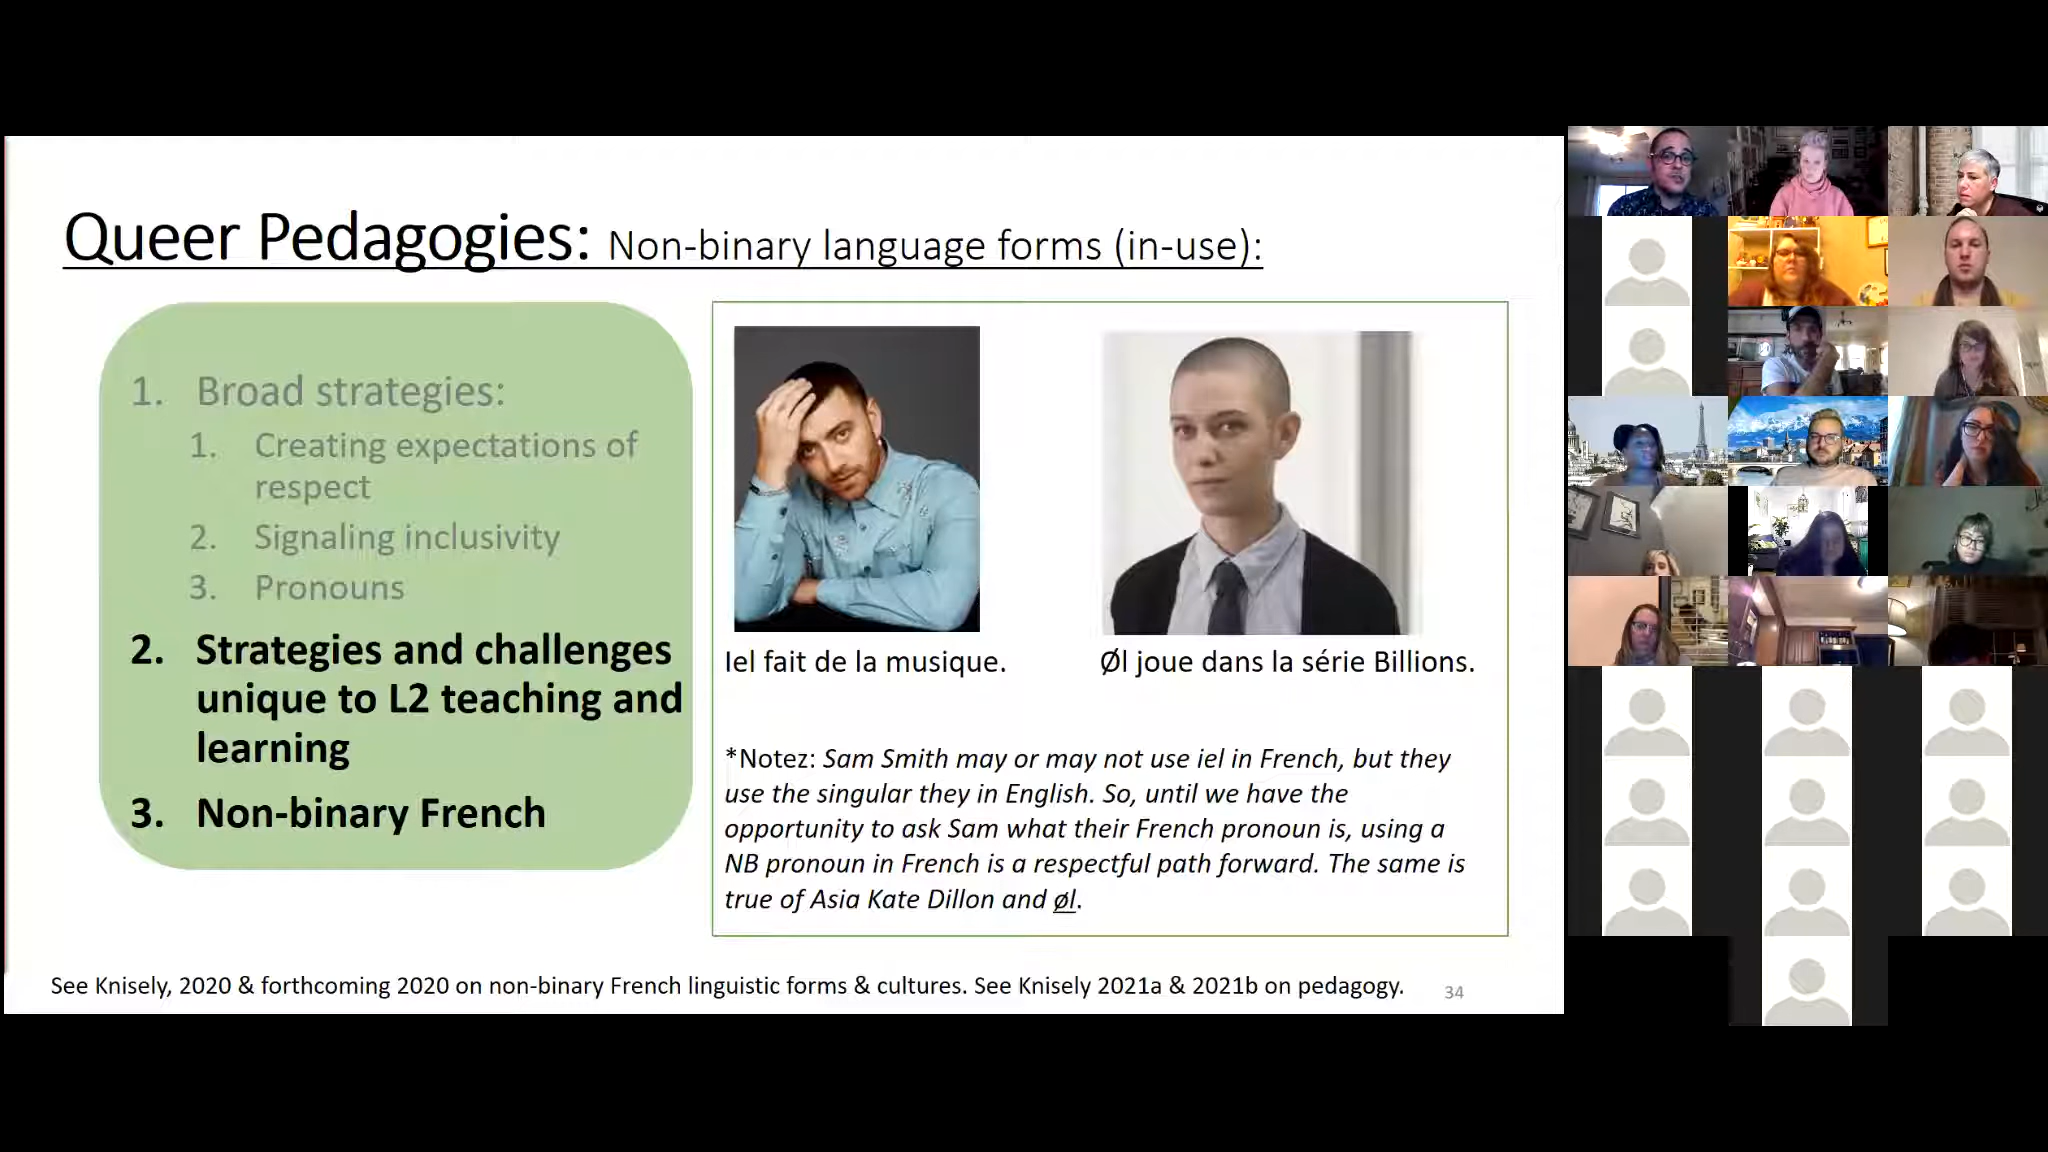 Queer Pedagogies: Non-binary language forms (in-use):
1. Broad strategies:
1. Creating expectations of
respect
2. Signaling inclusivity
3. Pronouns
2. Strategies and challenges
unique to L2 teaching and
learning
3. Non-binary French
Iel fait de la musique.
Øl joue dans la série Billions.
*Notez: Sam Smith may or may not use iel in French, but they
use the singular they in English. So, until we have the
opportunity to ask Sam what their French pronoun is, using a
NB pronoun in French is a respectful path forward. The same is
true of Asia Kate Dillon and øl.
See Knisely, 2020 & forthcoming 2020 on non-binary French linguistic forms & cultures. See Knisely 2021a & 2021b on pedagogy.
34